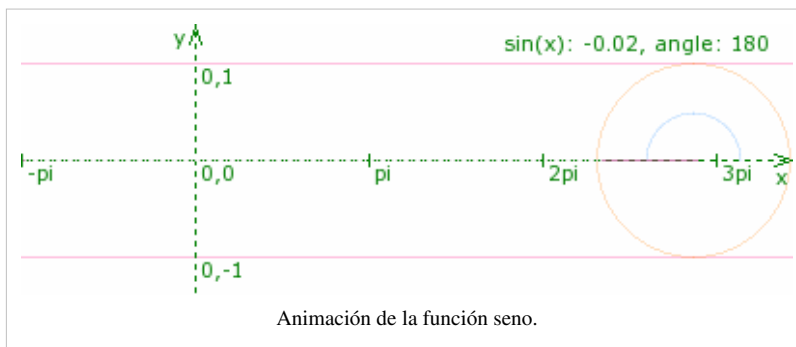 y
sin(x): -0.02, angle: 180
0,1
-pi
0,0
pi
2pi
3pi
x
0,-1
Animación de la función seno.